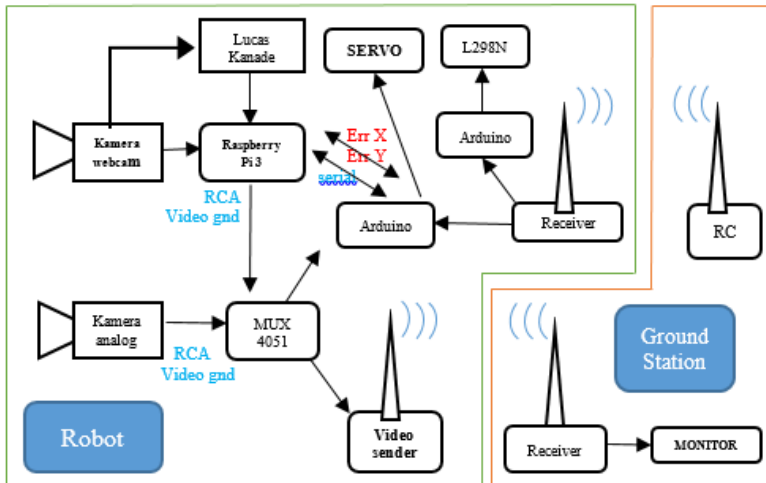 Lucas
Kanade
SERVO
L298N
Kamera
webcam
Raspberry
Pi 3
Err X
Err Y
serial
Arduino
RCA
Video gnd
Arduino
Receiver
RC
Kamera
analog
MUX
4051
RCA
Video gnd
Ground
Station
Robot
Video
sender
Receiver
MONITOR